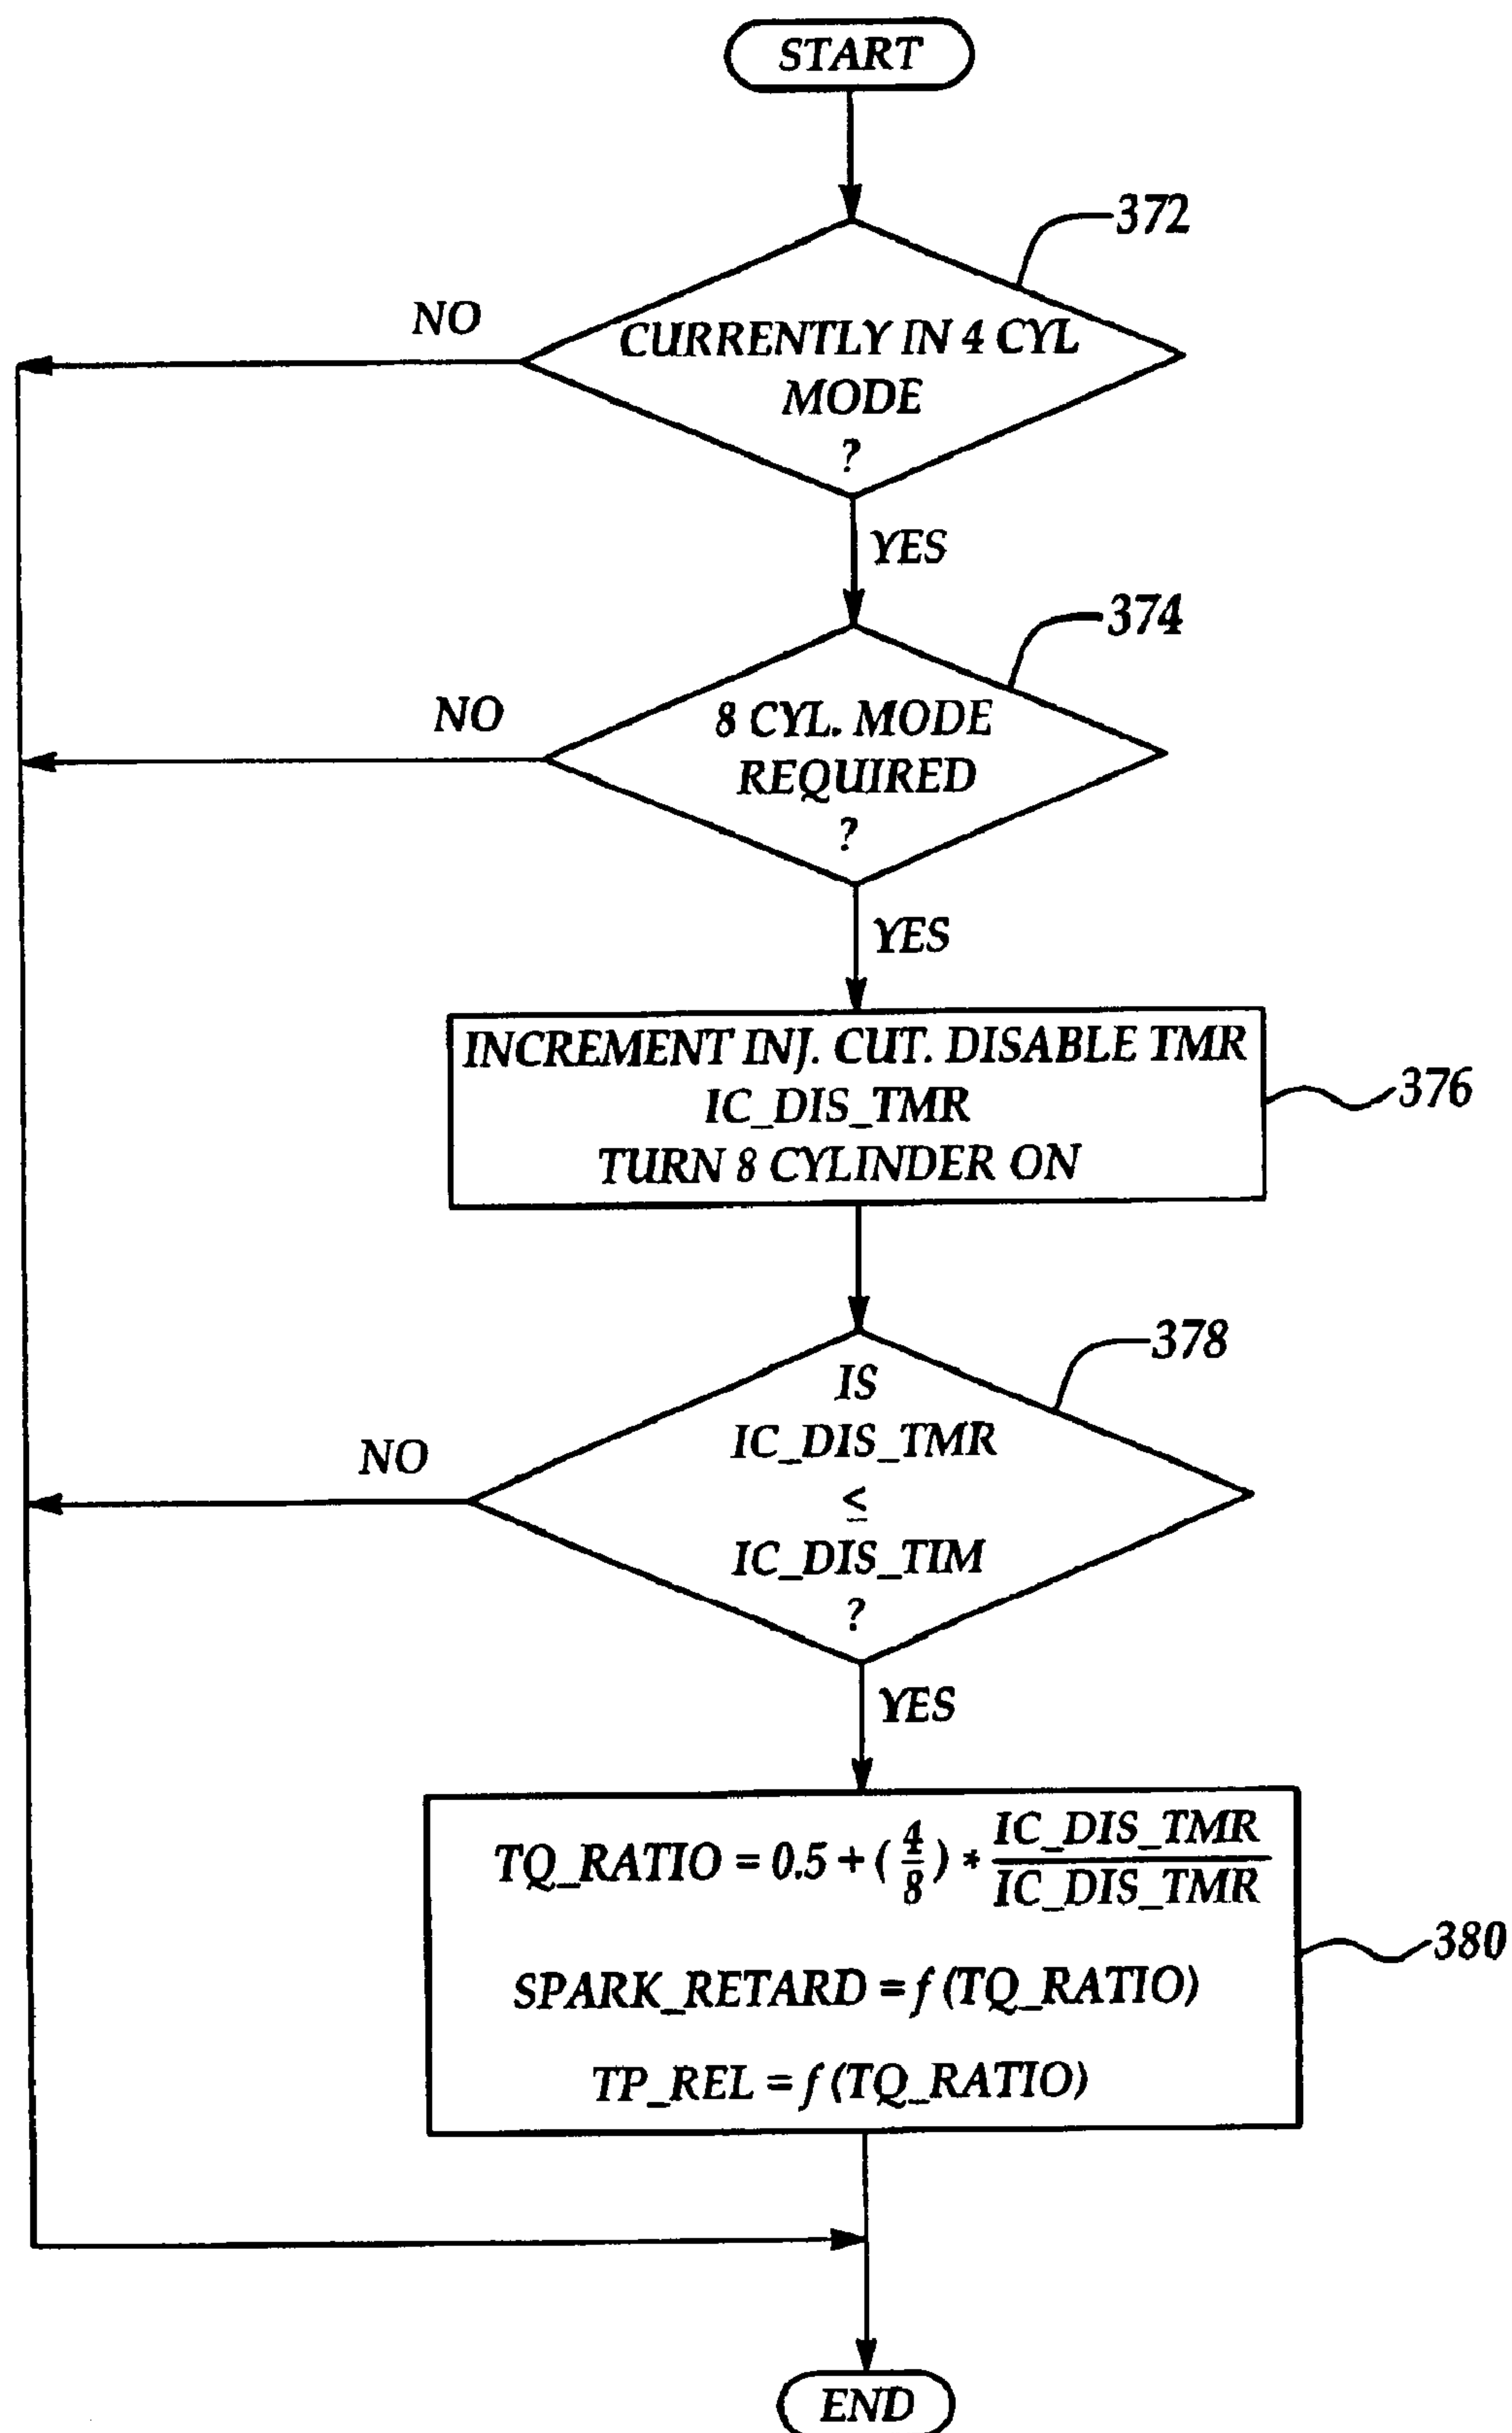 START
372
NO
CURRENTLY IN 4 CYL
MODE
?
YES
374
NO
8 CYL. MODE
REQUIRED
?
YES
INCREMENT INJ. CUT. DISABLE TMR
IC_DIS_TMR
TURN 8 CYLINDER ON
376
378
IS
IC_DIS_TMR
≤
IC_DIS_TIM
?
NO
YES
TQ_RATIO = 0.5 + (4/8) * IC_DIS_TMR/IC_DIS_TMR
SPARK_RETARD = f (TQ_RATIO)
TP_REL = f (TQ_RATIO)
380
END